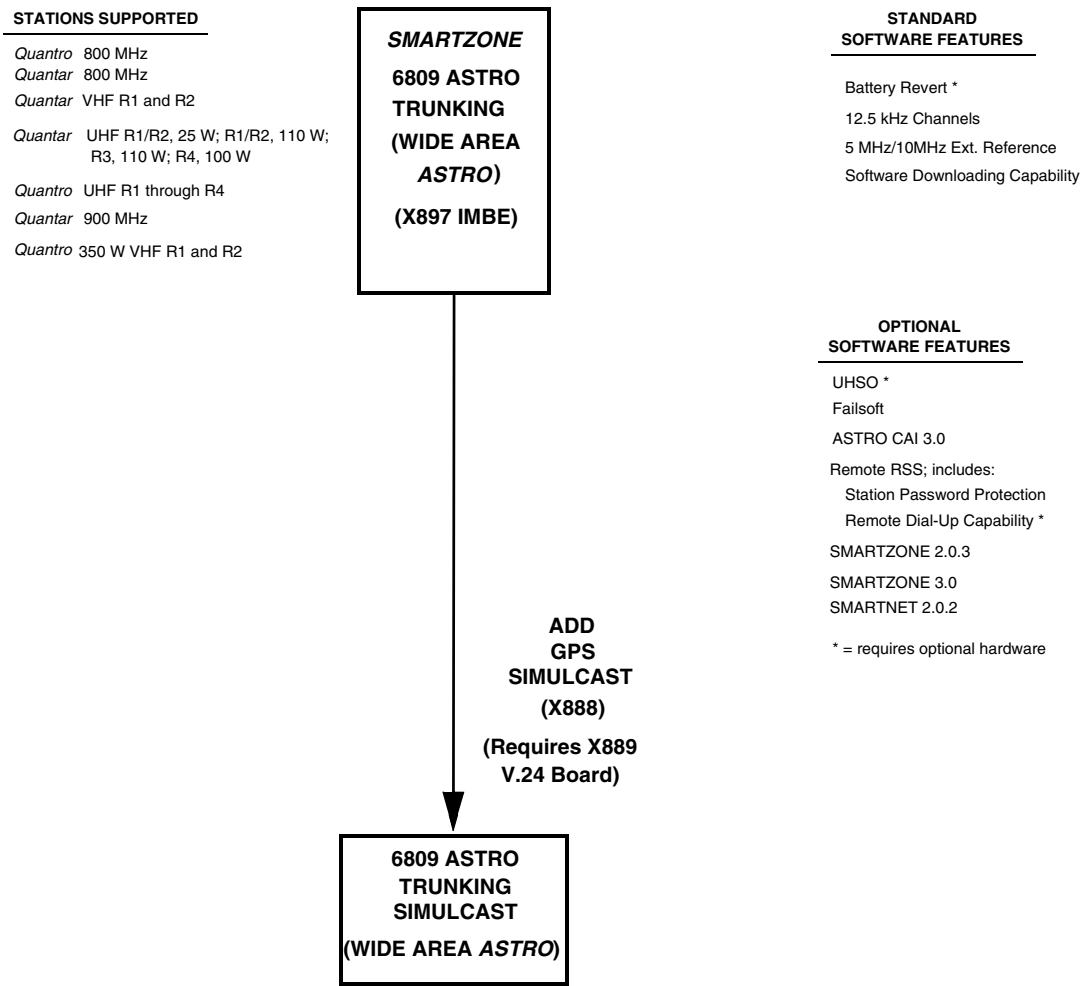 STATIONS SUPPORTED
Quantro 800 MHz
Quantar 800 MHz
Quantar VHF R1 and R2
Quantar UHF R1/R2, 25 W; R1/R2, 110 W;
R3, 110 W; R4, 100 W
Quantro UHF R1 through R4
Quantar 900 MHz
Quantro 350 W VHF R1 and R2
SMARTZONE
6809 ASTRO
TRUNKING
(WIDE AREA
ASTRO)
(X897 IMBE)
STANDARD
SOFTWARE FEATURES
Battery Revert *
12.5 kHz Channels
5 MHz/10MHz Ext. Reference
Software Downloading Capability
OPTIONAL
SOFTWARE FEATURES
UHSO *
Failsoft
ASTRO CAI 3.0
Remote RSS; includes:
Station Password Protection
Remote Dial-Up Capability *
SMARTZONE 2.0.3
SMARTZONE 3.0
SMARTNET 2.0.2
* = requires optional hardware
ADD
GPS
SIMULCAST
(X888)
(Requires X889
V.24 Board)
6809 ASTRO
TRUNKING
SIMULCAST
(WIDE AREA ASTRO)